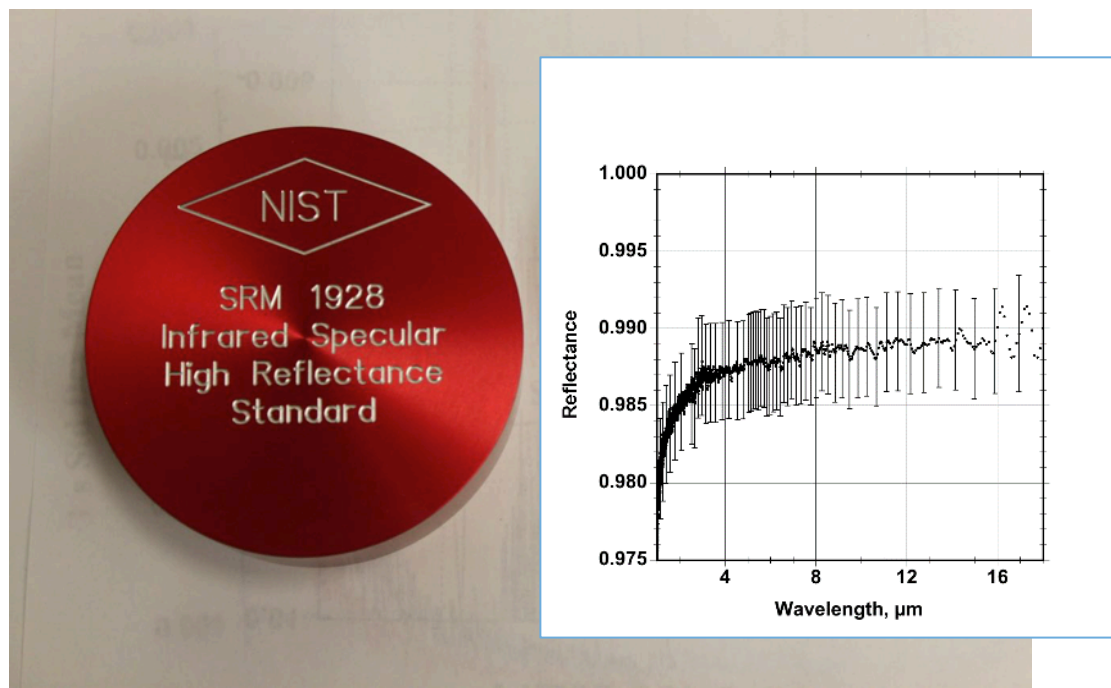 NIST
SRM 1928
Infrared Specular
High Reflectance
Standard
1.000
0.995
0.990
0.985
0.980
0.975
Reflectance
4 8 12 16
Wavelength, µm